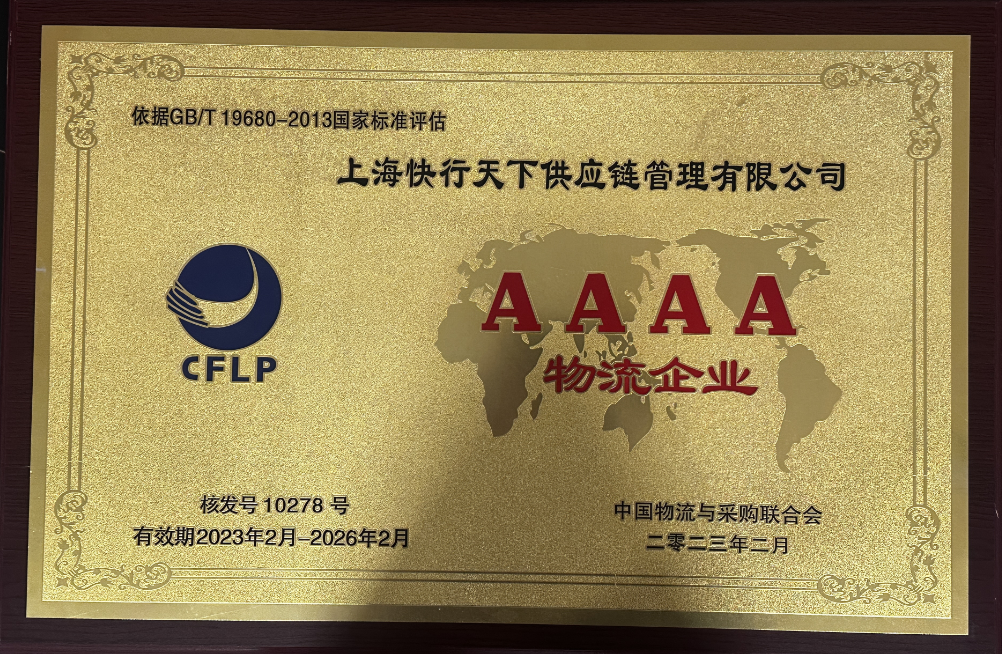 依据GB/T 19680-2013国家标准评估
上海快行天下供应链管理有限公司
AAAA
物流企业
CFLP
核发号 10278 号
有效期2023年2月-2026年2月
中国物流与采购联合会
二零二三年二月